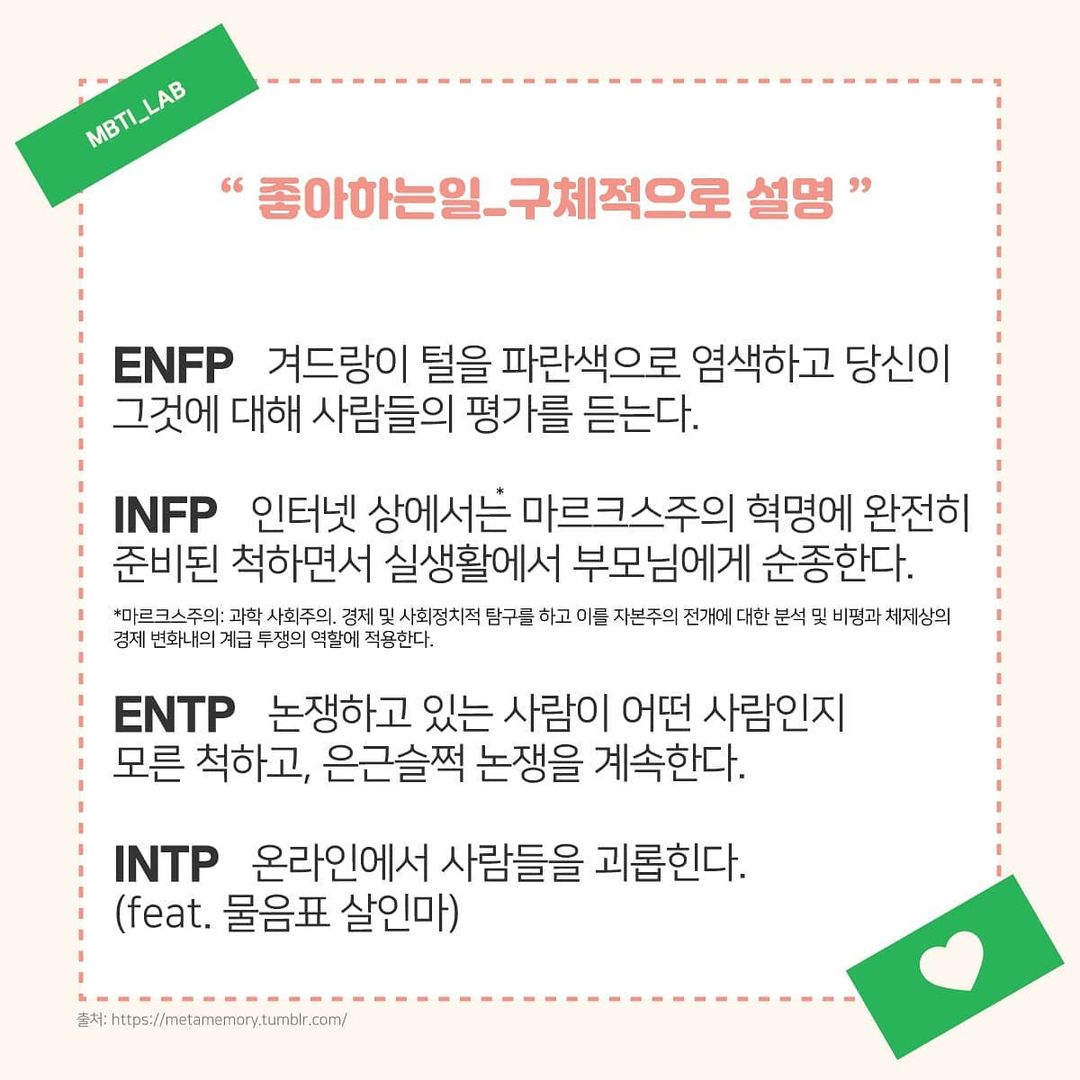 MBTI_LAB
“ 좋아하는일_구체적으로 설명 ”
ENFP 겨드랑이 털을 파란색으로 염색하고 당신이
그것에 대해 사람들의 평가를 듣는다.
INFP 인터넷 상에서는* 마르크스주의 혁명에 완전히
준비된 척하면서 실생활에서 부모님에게 순종한다.
*마르크스주의: 과학 사회주의. 경제 및 사회정치적 탐구를 하고 이를 자본주의 전개에 대한 분석 및 비평과 체제상의
경제 변화내의 계급 투쟁의 역할에 적용한다.
ENTP 논쟁하고 있는 사람이 어떤 사람인지
모른 척하고, 은근슬쩍 논쟁을 계속한다.
INTP 온라인에서 사람들을 괴롭힌다.
(feat. 물음표 살인마)
출처: https://metamemory.tumblr.com/